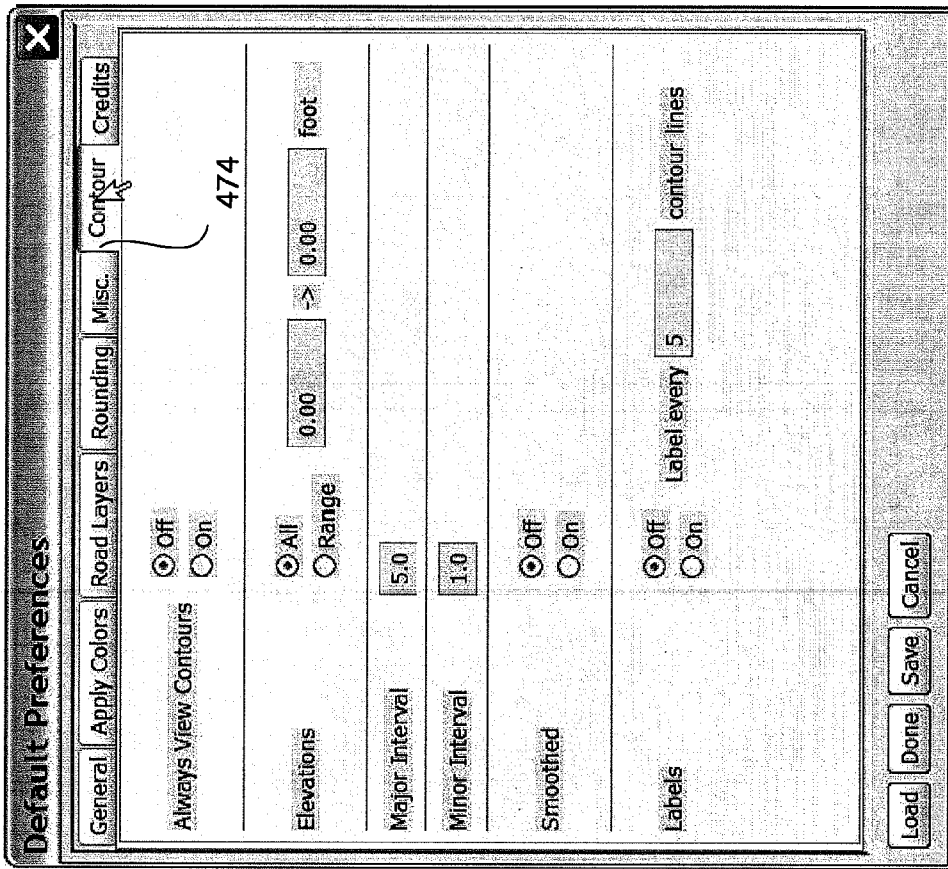 Default Preferences
General Apply Colors Road Layers Rounding Misc. Contour Credits
474
Always View Contours Off
On
Elevations All 0.00 -> 0.00 foot
Range
Major Interval 5.0
Minor Interval 1.0
Smoothed Off
On
Labels Off Label every 5 contour lines
On
Load Done Save Cancel